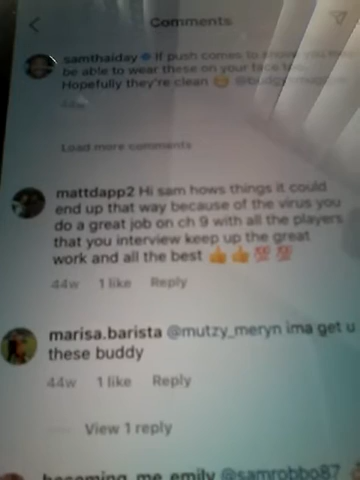 Comments
samthaiday If push comes to
be able to wear these on your face too.
Hopefully they're clean
44w
Load more comments
mattdapp2 Hi sam hows things it could
end up that way because of the virus you
do a great job on ch 9 with all the players
that you interview keep up the great
work and all the best 👍👍💯💯
44w 1 like Reply
marisa.barista @mutzy_meryn ima get u
these buddy
44w 1 like Reply
View 1 reply
becoming_me_emily @samrobbo87